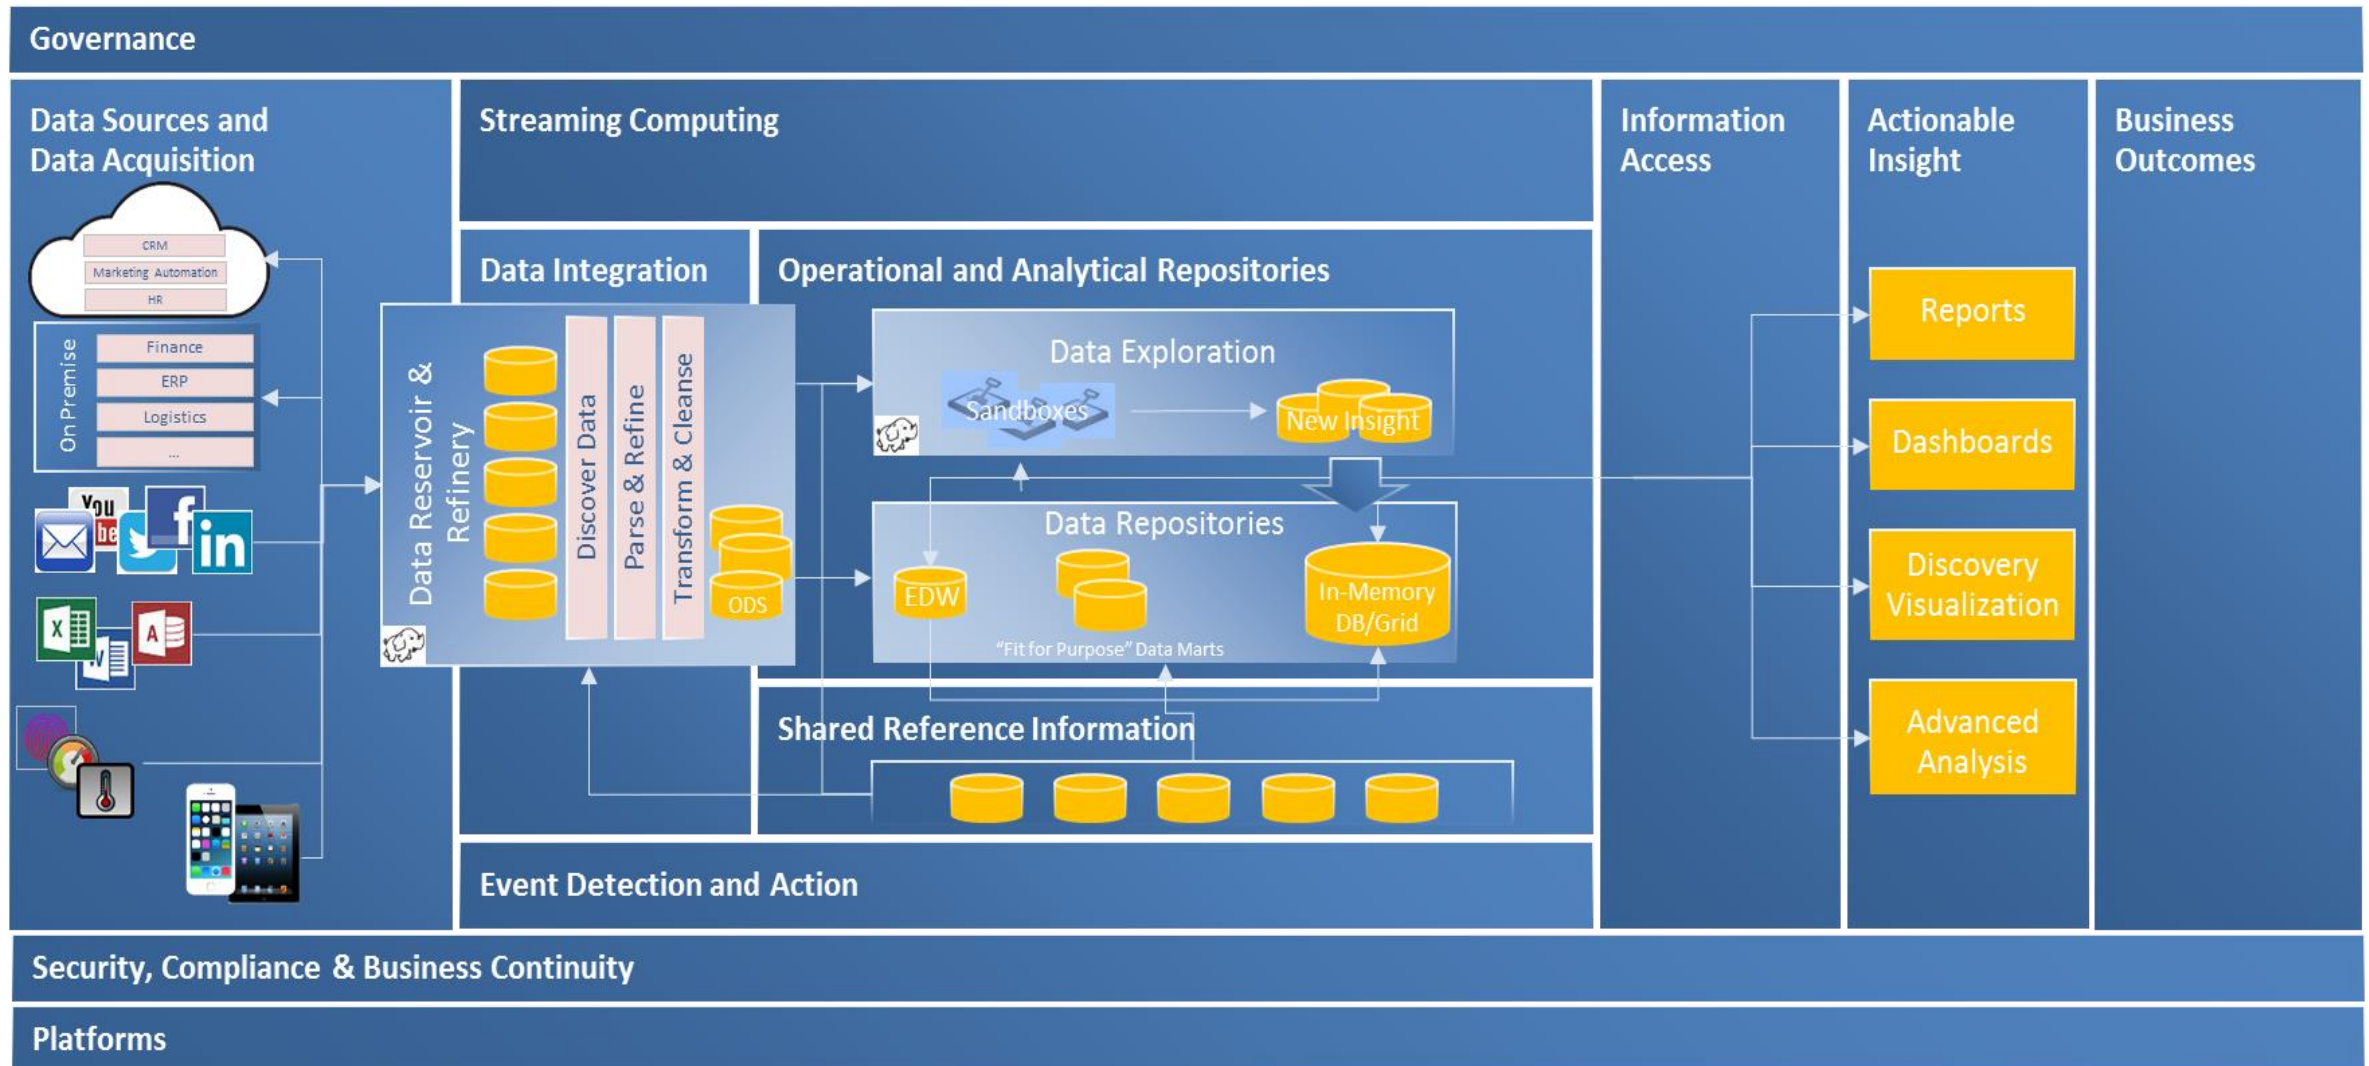 Governance
Data Sources and
Data Acquisition
CRM
Marketing Automation
HR
On Premise
Finance
ERP
Logistics
...
You
be
f
in
X
W
A
Streaming Computing
Data Integration
Data Reservoir &
Refinery
Discover Data
Parse & Refine
Transform & Cleanse
ODS
Operational and Analytical Repositories
Data Exploration
Sandboxes
New Insight
Data Repositories
EDW
"Fit for Purpose" Data Marts
In-Memory
DB/Grid
Shared Reference Information
Event Detection and Action
Information
Access
Actionable
Insight
Reports
Dashboards
Discovery
Visualization
Advanced
Analysis
Business
Outcomes
Security, Compliance & Business Continuity
Platforms